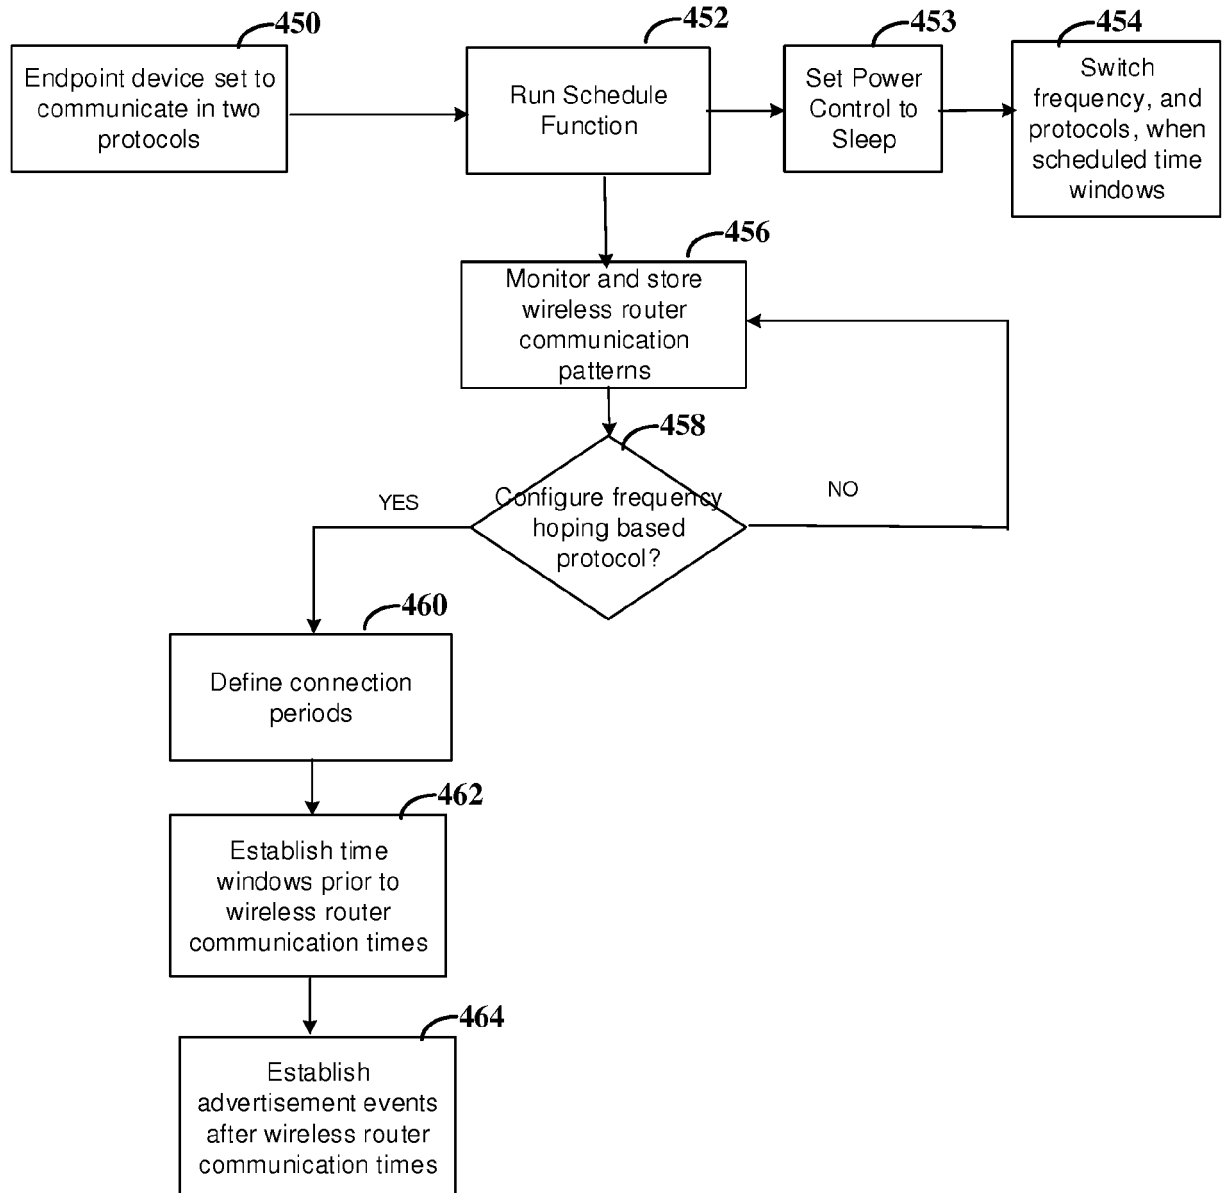 450
Endpoint device set to
communicate in two
protocols
452
Run Schedule
Function
453
Set Power
Control to
Sleep
454
Switch
frequency, and
protocols, when
scheduled time
windows
456
Monitor and store
wireless router
communication
patterns
458
Configure frequency
hoping based
protocol?
YES
NO
460
Define connection
periods
462
Establish time
windows prior to
wireless router
communication times
464
Establish
advertisement events
after wireless router
communication times